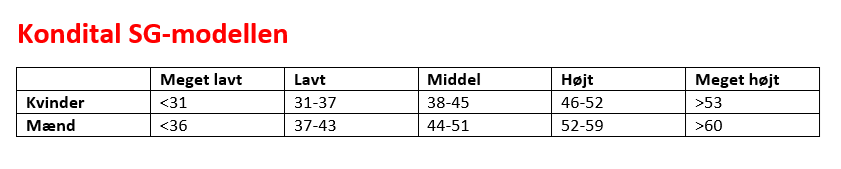 Kondital SG-modellen
Meget lavt Lavt Middel Højt Meget højt
Kvinder <31 31-37 38-45 46-52 >53
Mænd <36 37-43 44-51 52-59 >60